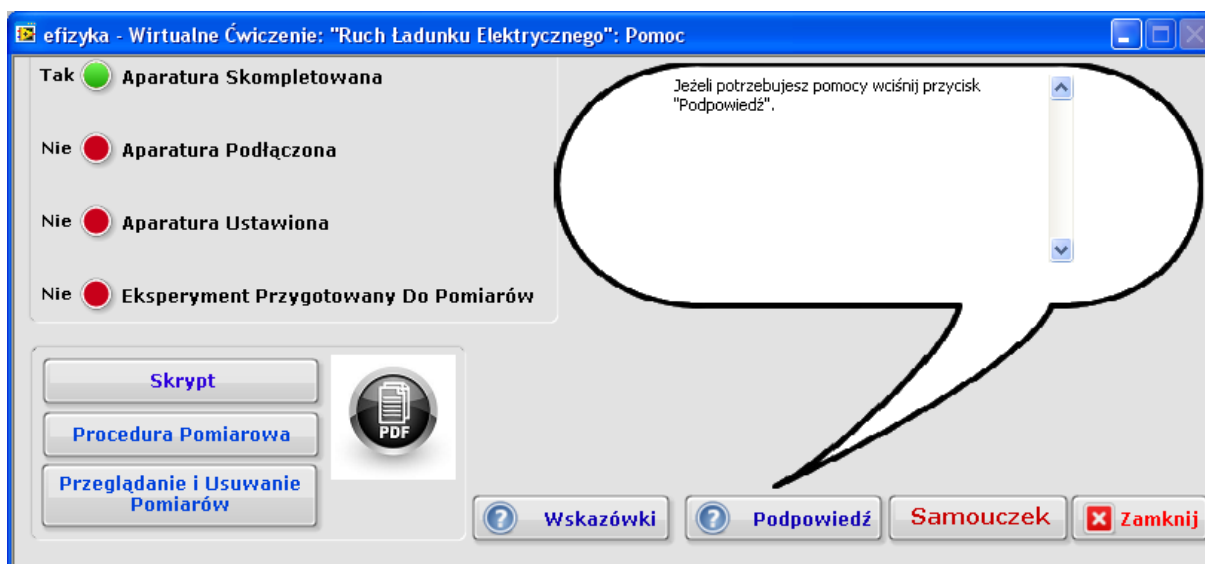 efizyka - Wirtualne Ćwiczenie: "Ruch Ładunku Elektrycznego": Pomoc
Tak Aparatura Skompletowana
Nie Aparatura Podłączona
Nie Aparatura Ustawiona
Nie Eksperyment Przygotowany Do Pomiarów
Jeżeli potrzebujesz pomocy wciśnij przycisk
"Podpowiedź".
Skrypt
Procedura Pomiarowa
Przeglądanie i Usuwanie
Pomiarów
PDF
Wskazówki
Podpowiedź
Samouczek
Zamknij